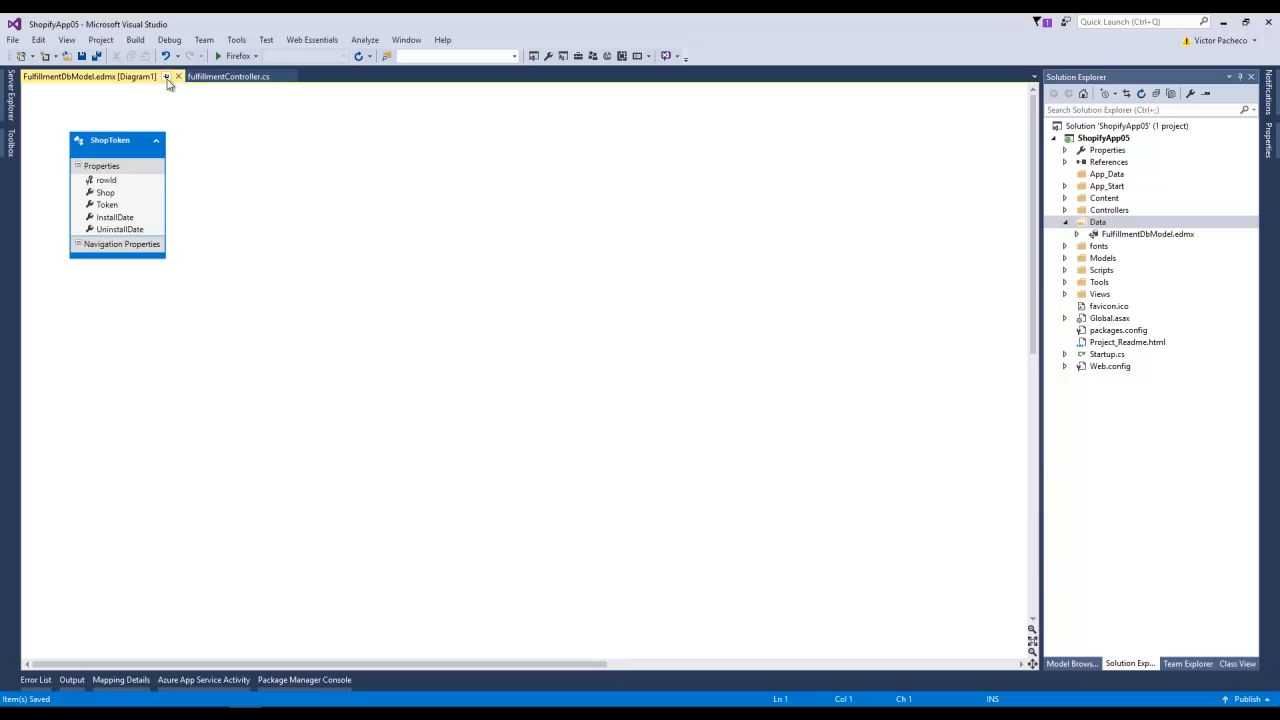 ShopifyApp05 - Microsoft Visual Studio
1
Quick Launch (Ctrl+Q)
File Edit View Project Build Debug Team Tools Test Web Essentials Analyze Window Help
Victor Pacheco
Firefox
FulfillmentDbModel.edmx [Diagram1]
fulfillmentController.cs
Server Explorer
Toolbox
ShopToken
Properties
rowId
Shop
Token
InstallDate
UninstallDate
Navigation Properties
Solution Explorer
Search Solution Explorer (Ctrl+;)
Solution 'ShopifyApp05' (1 project)
ShopifyApp05
Properties
References
App_Data
App_Start
Content
Controllers
Data
FulfillmentDbModel.edmx
fonts
Models
Scripts
Tools
Views
favicon.ico
Global.asax
packages.config
Project_Readme.html
Startup.cs
Web.config
Model Brows... Solution Exp... Team Explorer Class View
Notifications
Properties
Error List Output Mapping Details Azure App Service Activity Package Manager Console
Item(s) Saved Ln 1 Col 1 Ch 1 INS Publish